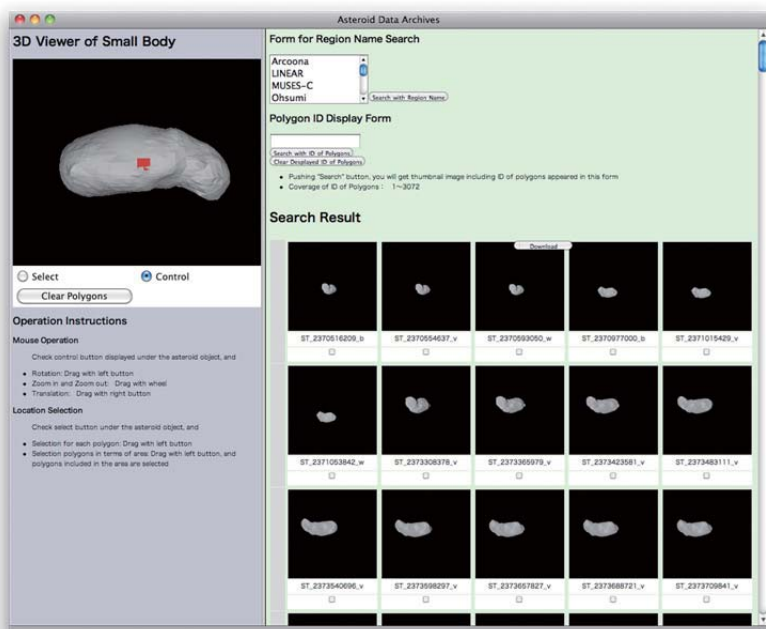 Asteroid Data Archives
3D Viewer of Small Body
Select
Control
Clear Polygons
Operation Instructions
Mouse Operation
Check control button displayed under the asteroid object, and
• Rotation: Drag with left button
• Zoom in and Zoom out: Drag with wheel
• Translation: Drag with right button
Location Selection
Check select button under the asteroid object, and
• Selection for each polygon: Drag with left button
• Selection polygons in terms of area: Drag with left button, and
polygons included in the area are selected
Form for Region Name Search
Arcoona
LINEAR
MUSES-C
Ohsumi
Search with Region Name
Polygon ID Display Form
Search with ID of Polygons
Clear Desplayed ID of Polygons
• Pushing "Search" button, you will get thumbnail image including ID of polygons appeared in this form
• Coverage of ID of Polygons : 1~3072
Search Result
Download
ST_2370516209_b ST_2370554637_v ST_2370593050_w ST_2370977000_b ST_2371015429_v
ST_2371053842_w ST_2373308378_v ST_2373365979_v ST_2373423581_v ST_2373483111_v
ST_2373540696_v ST_2373598297_v ST_2373657827_v ST_2373688721_v ST_2373709841_v